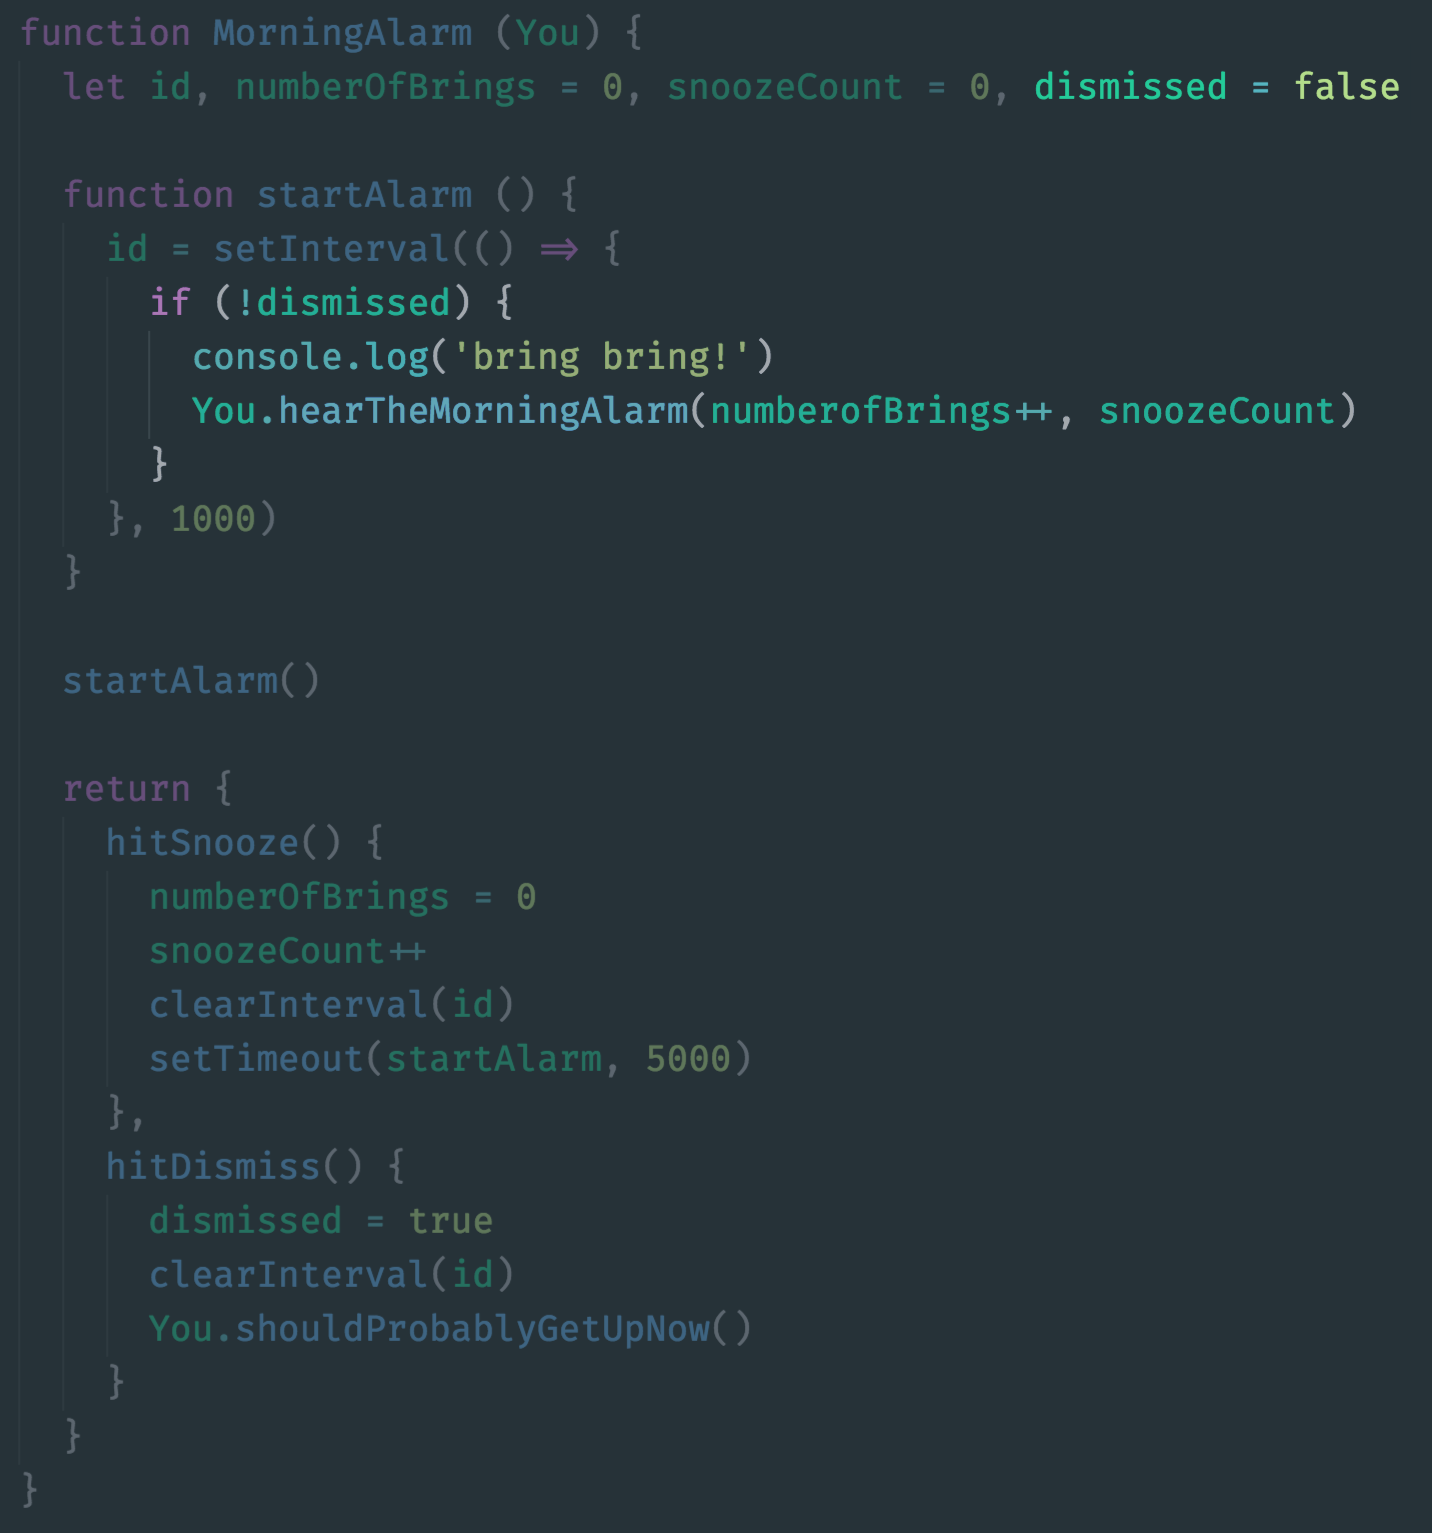 function MorningAlarm (You) {
  let id, numberOfBrings = 0, snoozeCount = 0, dismissed = false

  function startAlarm () {
    id = setInterval(() => {
      if (!dismissed) {
        console.log('bring bring!')
        You.hearTheMorningAlarm(numberofBrings++, snoozeCount)
      }
    }, 1000)
  }

  startAlarm()

  return {
    hitSnooze() {
      numberOfBrings = 0
      snoozeCount++
      clearInterval(id)
      setTimeout(startAlarm, 5000)
    },
    hitDismiss() {
      dismissed = true
      clearInterval(id)
      You.shouldProbablyGetUpNow()
    }
  }
}